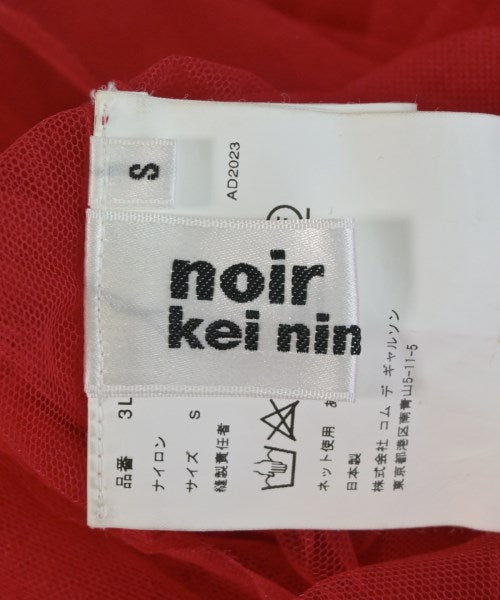 S
noir
kei nin
AD2023
品番 3L
ナイロン
サイズ S
縫製責任者
ネット使用
日本製
株式会社 コム デ ギャルソン
東京都港区南青山5-11-5